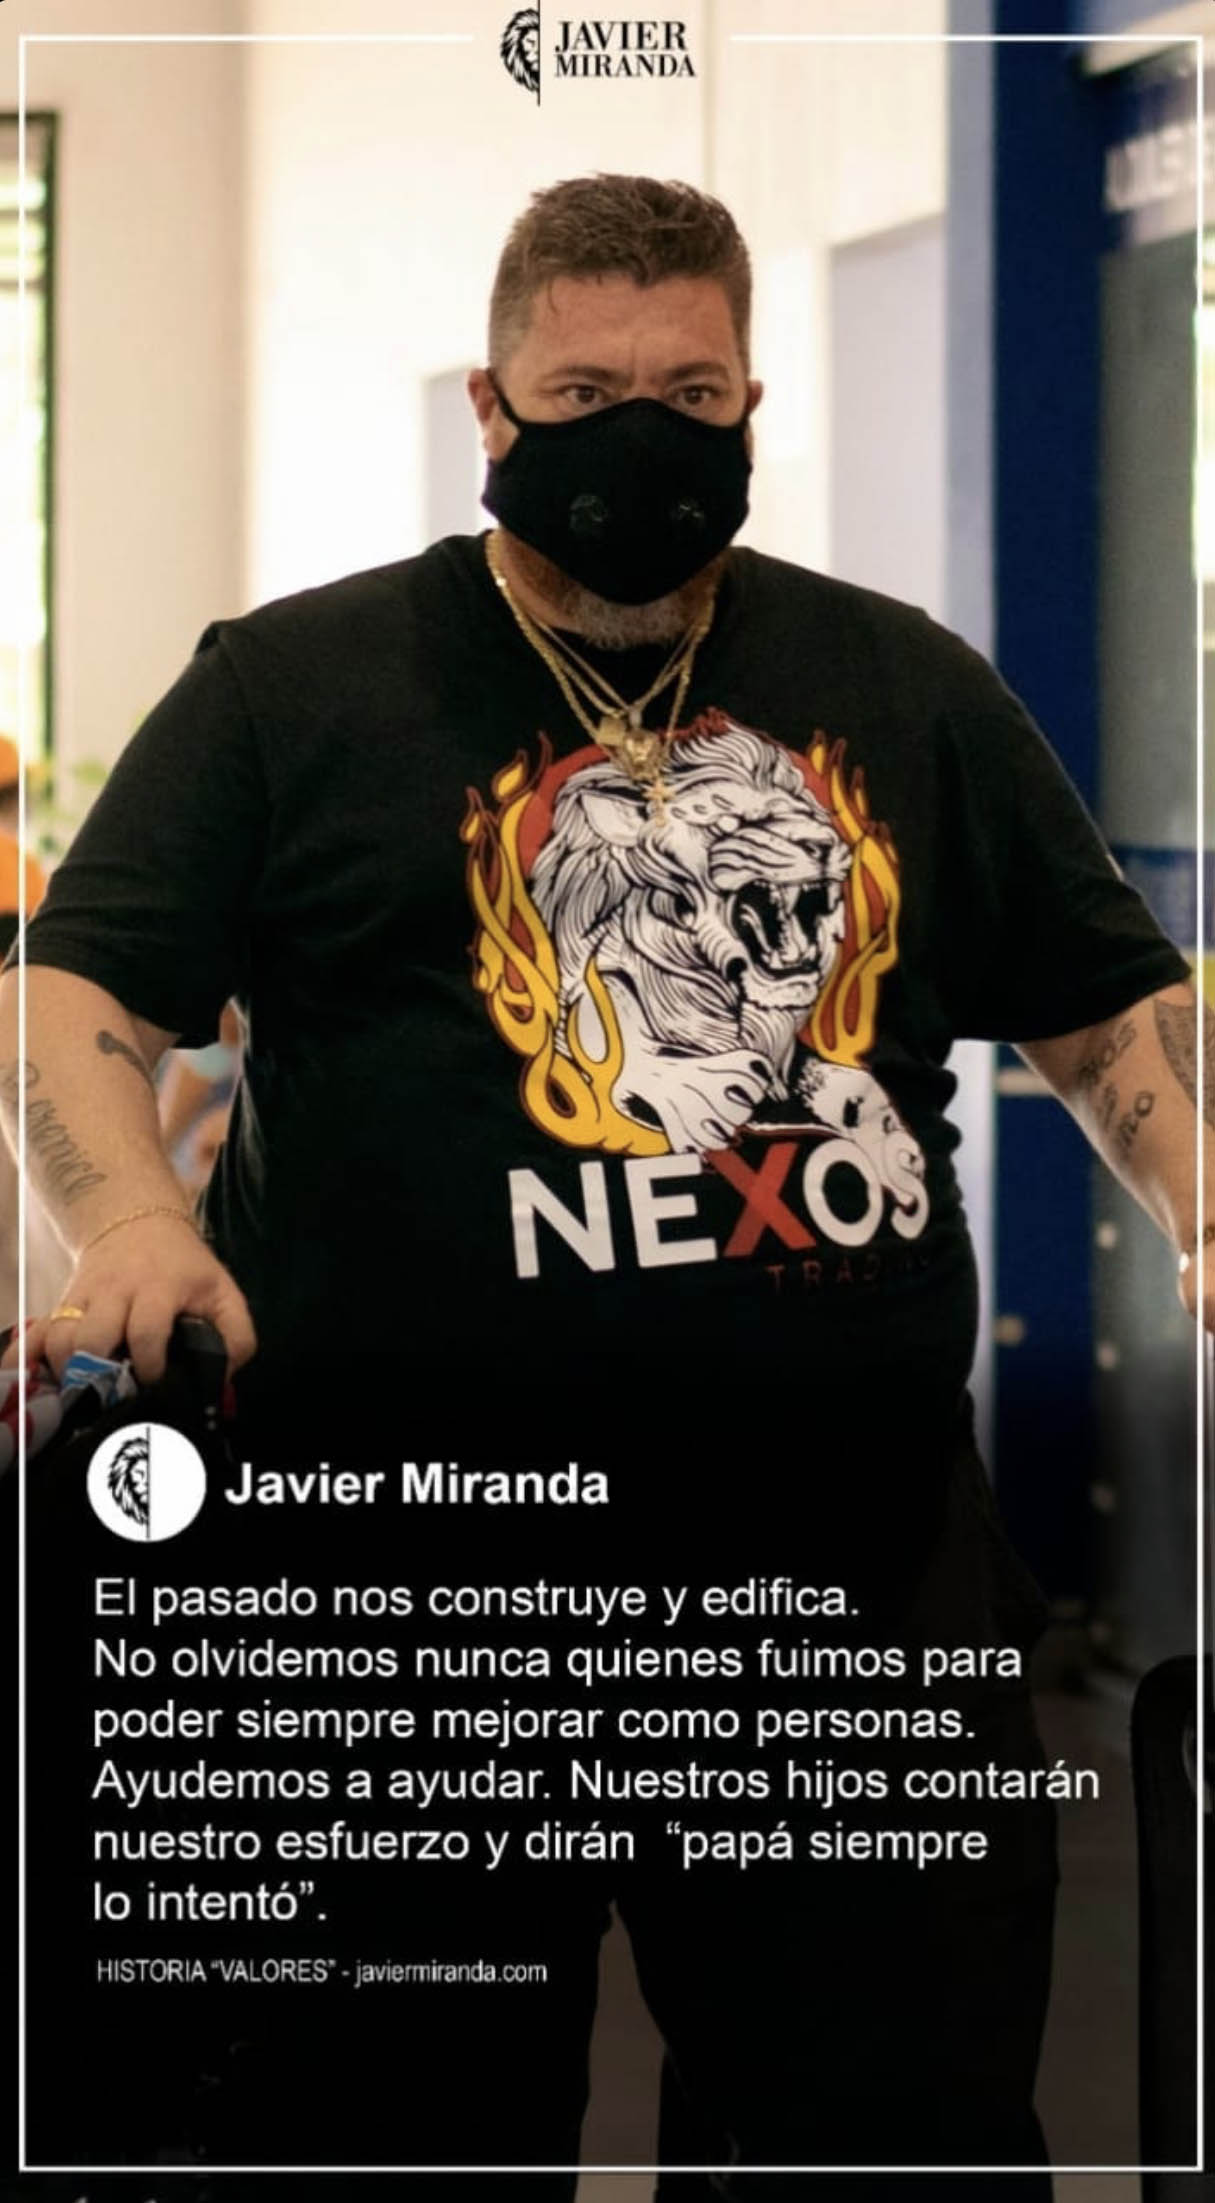 JAVIER
MIRANDA
NEXOS
Javier Miranda
El pasado nos construye y edifica.
No olvidemos nunca quienes fuimos para
poder siempre mejorar como personas.
Ayudemos a ayudar. Nuestros hijos contarán
nuestro esfuerzo y dirán “papá siempre
lo intentó”.
HISTORIA “VALORES” - javiermiranda.com